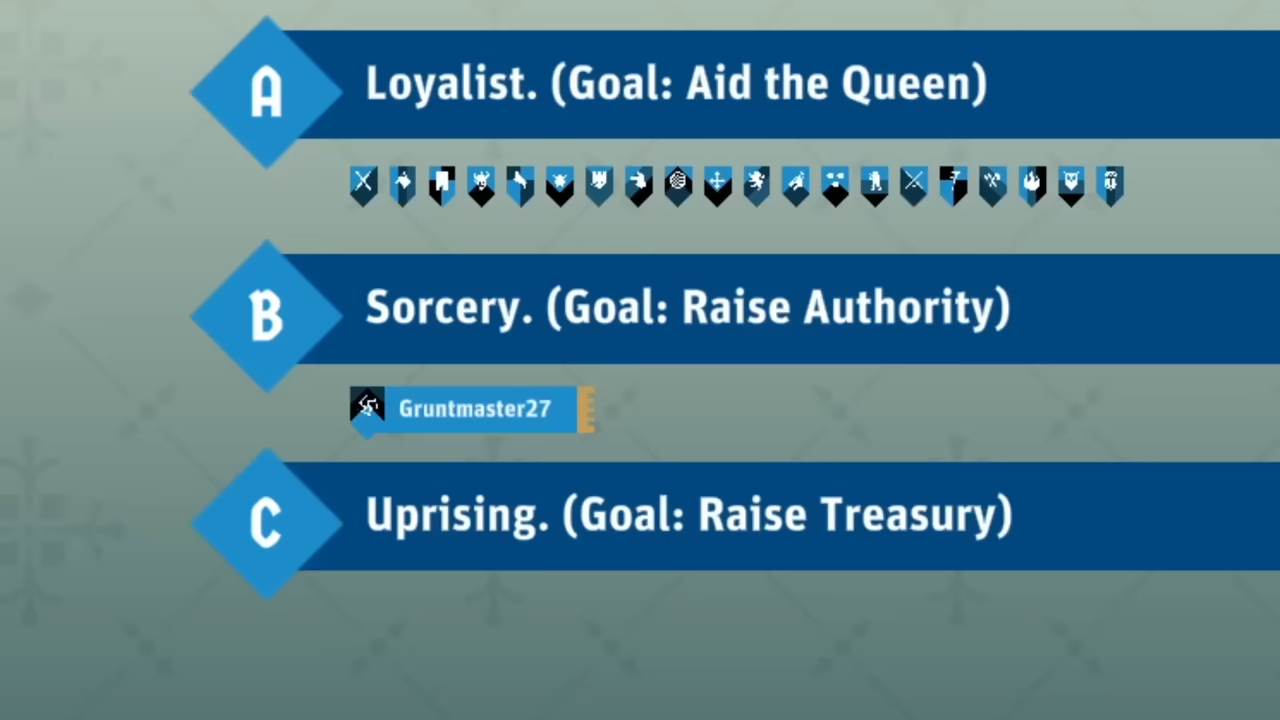 A
Loyalist. (Goal: Aid the Queen)
B
Sorcery. (Goal: Raise Authority)
Gruntmaster27
C
Uprising. (Goal: Raise Treasury)